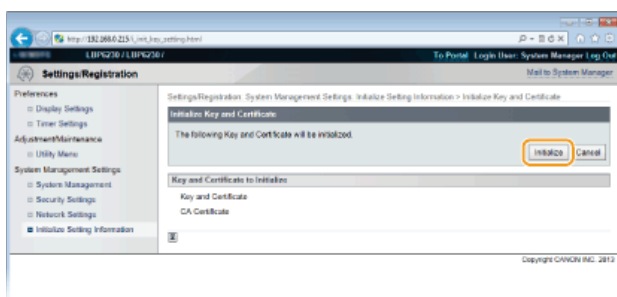 http://192.168.0.215/_init_key_setting.html
LBP6230 / LBP6230 /
To Portal Login User: System Manager Log Out
Settings/Registration
Mail to System Manager
Preferences
Display Settings
Timer Settings
Adjustment/Maintenance
Utility Menu
System Management Settings
System Management
Security Settings
Network Settings
Initialize Setting Information
Settings/Registration: System Management Settings: Initialize Setting Information > Initialize Key and Certificate
Initialize Key and Certificate
The following Key and Certificate will be initialized.
Initialize Cancel
Key and Certificate to Initialize
Key and Certificate
CA Certificate
Copyright CANON INC. 2013